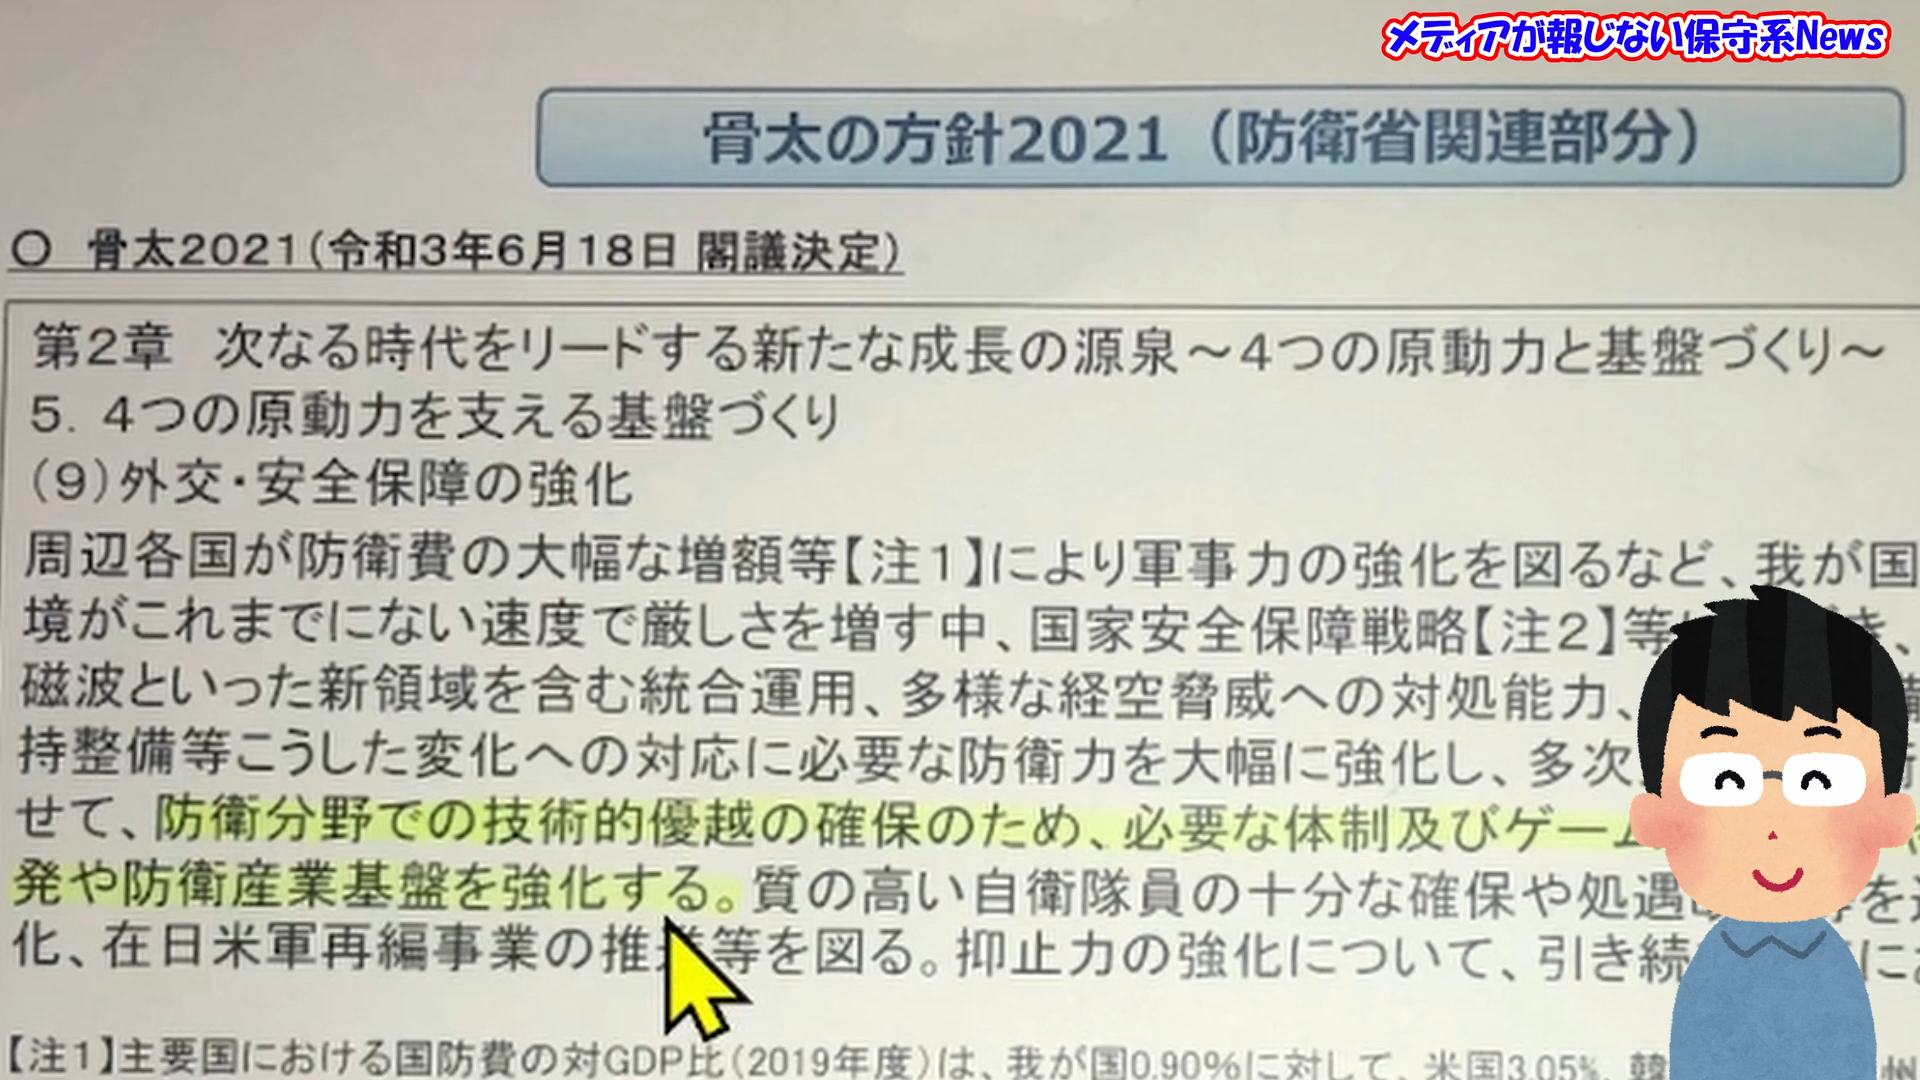 メディアが報じない保守系News
骨太の方針2021（防衛省関連部分）
○ 骨太2021（令和3年6月18日 閣議決定）
第2章 次なる時代をリードする新たな成長の源泉～4つの原動力と基盤づくり～
5．4つの原動力を支える基盤づくり
（9）外交・安全保障の強化
周辺各国が防衛費の大幅な増額等【注1】により軍事力の強化を図るなど、我が国
境がこれまでにない速度で厳しさを増す中、国家安全保障戦略【注2】等 き、
磁波といった新領域を含む統合運用、多様な経空脅威への対処能力、
持整備等こうした変化への対応に必要な防衛力を大幅に強化し、多次
せて、防衛分野での技術的優越の確保のため、必要な体制及びゲーム
発や防衛産業基盤を強化する。質の高い自衛隊員の十分な確保や処遇 等を
化、在日米軍再編事業の推 等を図る。抑止力の強化について、引き続 に
【注1】主要国における国防費の対GDP比（2019年度）は、我が国0.90%に対して、米国3.05%、韓 州